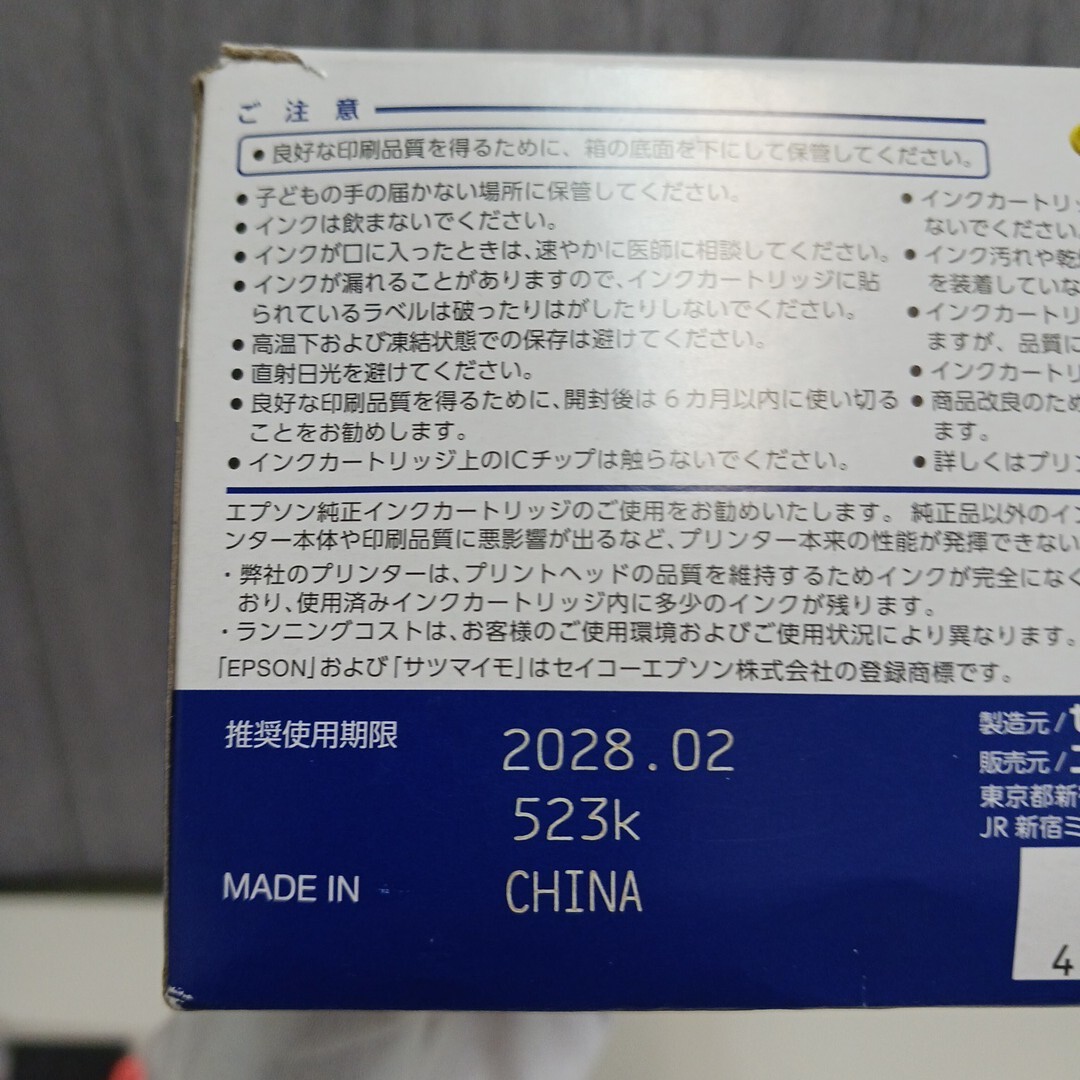 ご注意
●良好な印刷品質を得るために、箱の底面を下にして保管してください。
●子どもの手の届かない場所に保管してください。
●インクは飲まないでください。
●インクが口に入ったときは、速やかに医師に相談してください。
●インクが漏れることがありますので、インクカートリッジに貼
られているラベルは破ったりはがしたりしないでください。
●高温下および凍結状態での保存は避けてください。
●直射日光を避けてください。
●良好な印刷品質を得るために、開封後は6カ月以内に使い切る
ことをお勧めします。
●インクカートリッジ上のICチップは触らないでください。
●インクカートリッ
ないでください。
●インク汚れや乾
を装着していな
●インクカートリ
ますが、品質に
●インクカートリ
●商品改良のため
ます。
●詳しくはプリン
エプソン純正インクカートリッジのご使用をお勧めいたします。純正品以外のイン
ンター本体や印刷品質に悪影響が出るなど、プリンター本来の性能が発揮できない
・弊社のプリンターは、プリントヘッドの品質を維持するためインクが完全になく
おり、使用済みインクカートリッジ内に多少のインクが残ります。
・ランニングコストは、お客様のご使用環境およびご使用状況により異なります。
「EPSON」および「サツマイモ」はセイコーエプソン株式会社の登録商標です。
推奨使用期限
2028.02
523k
MADE IN
CHINA
製造元/
販売元/
東京都新
JR 新宿ミ
4